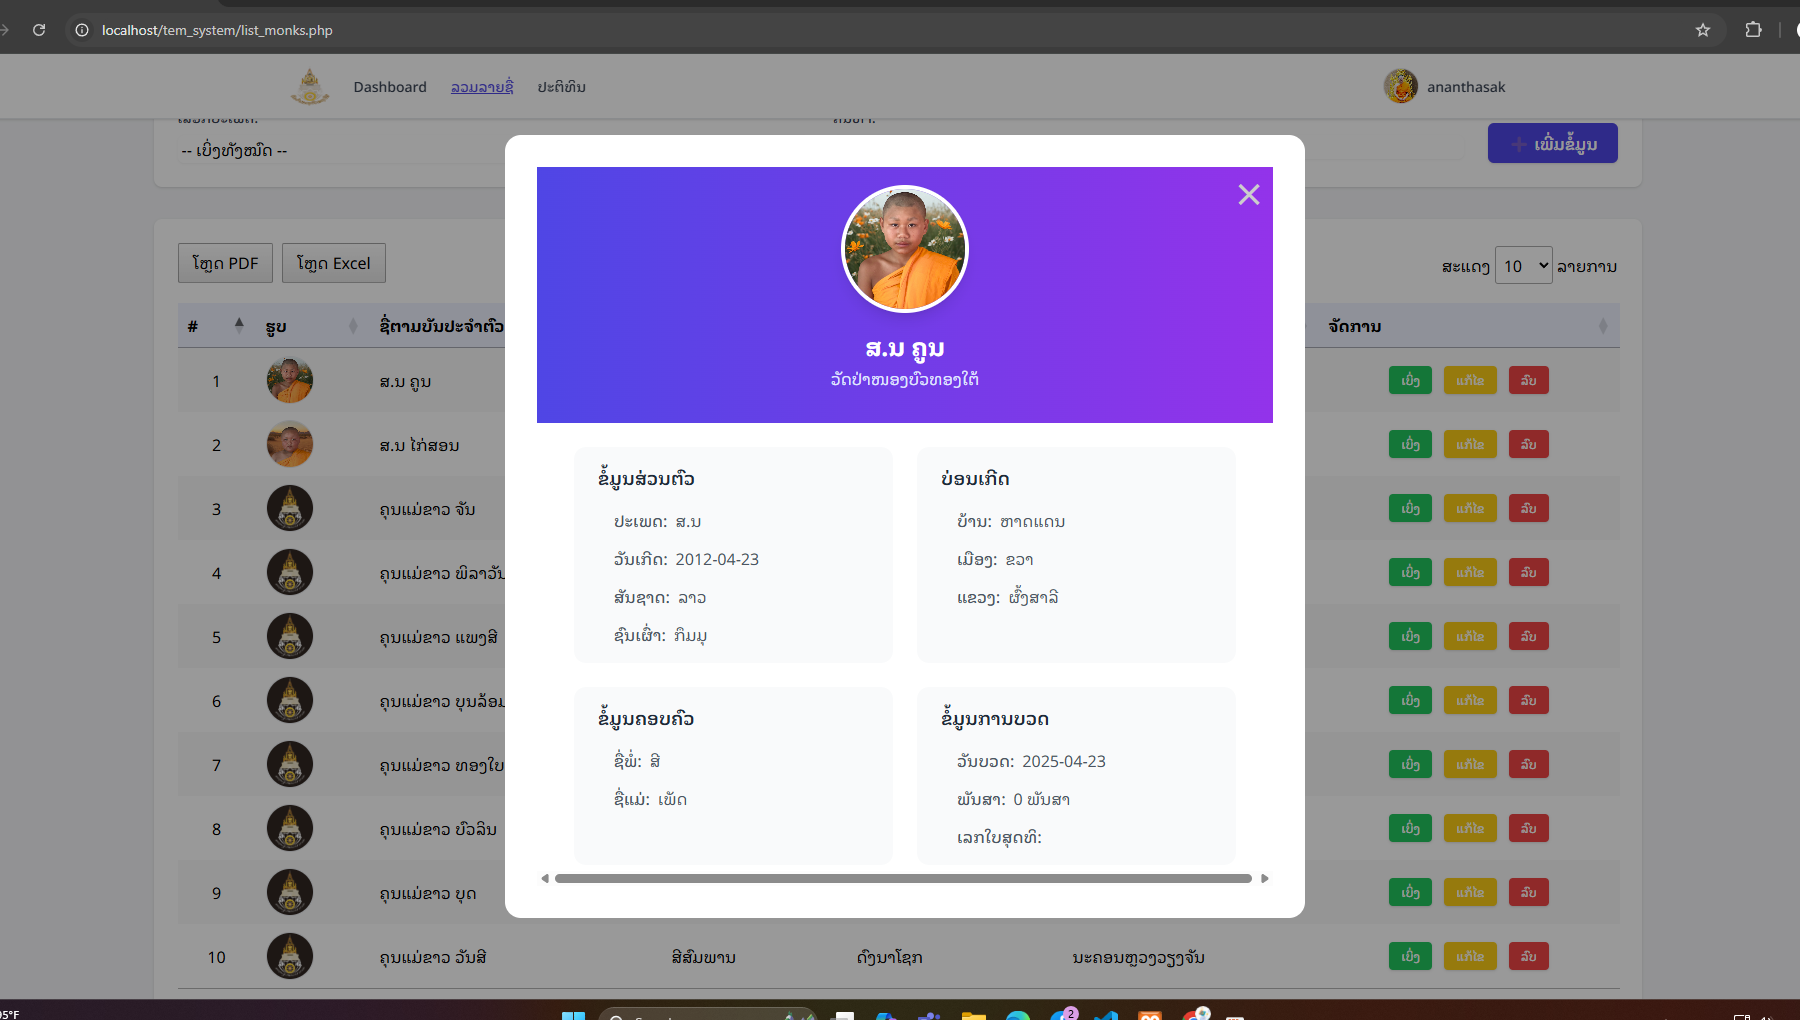 localhost/tem_system/list_monks.php
Dashboard ລວມລາຍຊື່ ປະຕິທິນ ananthasak
-- ເບິ່ງທັງໝົດ --
➕ ເພີ່ມຂໍ້ມູນ
ໂຫຼດ PDF ໂຫຼດ Excel
ສະແດງ 10 ລາຍການ
# ຮູບ ຊື່ຕາມບັນປະຈໍາຕົວ ຈັດການ
1 ສ.ນ ຄູນ ເບິ່ງ ແກ້ໄຂ ລົບ
2 ສ.ນ ໄກ່ສອນ ເບິ່ງ ແກ້ໄຂ ລົບ
3 ຄຸນແມ່ຂາວ ຈັນ ເບິ່ງ ແກ້ໄຂ ລົບ
4 ຄຸນແມ່ຂາວ ພິລາວັນ ເບິ່ງ ແກ້ໄຂ ລົບ
5 ຄຸນແມ່ຂາວ ແພງສີ ເບິ່ງ ແກ້ໄຂ ລົບ
6 ຄຸນແມ່ຂາວ ບຸນລ້ອມ ເບິ່ງ ແກ້ໄຂ ລົບ
7 ຄຸນແມ່ຂາວ ທອງໃບ ເບິ່ງ ແກ້ໄຂ ລົບ
8 ຄຸນແມ່ຂາວ ບົວລິນ ເບິ່ງ ແກ້ໄຂ ລົບ
9 ຄຸນແມ່ຂາວ ບຸດ ເບິ່ງ ແກ້ໄຂ ລົບ
10 ຄຸນແມ່ຂາວ ວັນສີ ສີສົມພານ ດົງນາໂຊກ ນະຄອນຫຼວງວຽງຈັນ ເບິ່ງ ແກ້ໄຂ ລົບ
ສ.ນ ຄູນ
ວັດປ່າໜອງບົວທອງໃຕ້
ຂໍ້ມູນສ່ວນຕົວ
ປະເພດ: ສ.ນ
ວັນເກີດ: 2012-04-23
ສັນຊາດ: ລາວ
ຊົນເຜົ່າ: ກຶມມຸ
ບ່ອນເກີດ
ບ້ານ: ຫາດແດນ
ເມືອງ: ຂວາ
ແຂວງ: ຜົ້ງສາລີ
ຂໍ້ມູນຄອບຄົວ
ຊື່ພໍ່: ສີ
ຊື່ແມ່: ເພັດ
ຂໍ້ມູນການບວດ
ວັນບວດ: 2025-04-23
ພັນສາ: 0 ພັນສາ
ເລກໃບສຸດທິ:
2